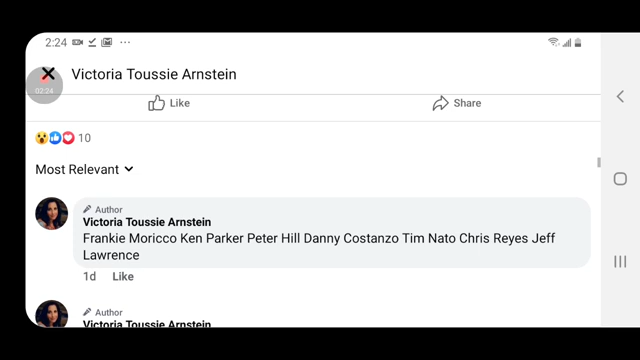 2:24
02:24
Victoria Toussie Arnstein
Like
Share
10
Most Relevant
Author
Victoria Toussie Arnstein
Frankie Moricco Ken Parker Peter Hill Danny Costanzo Tim Nato Chris Reyes Jeff
Lawrence
1d Like
Author
Victoria Toussie Arnstein